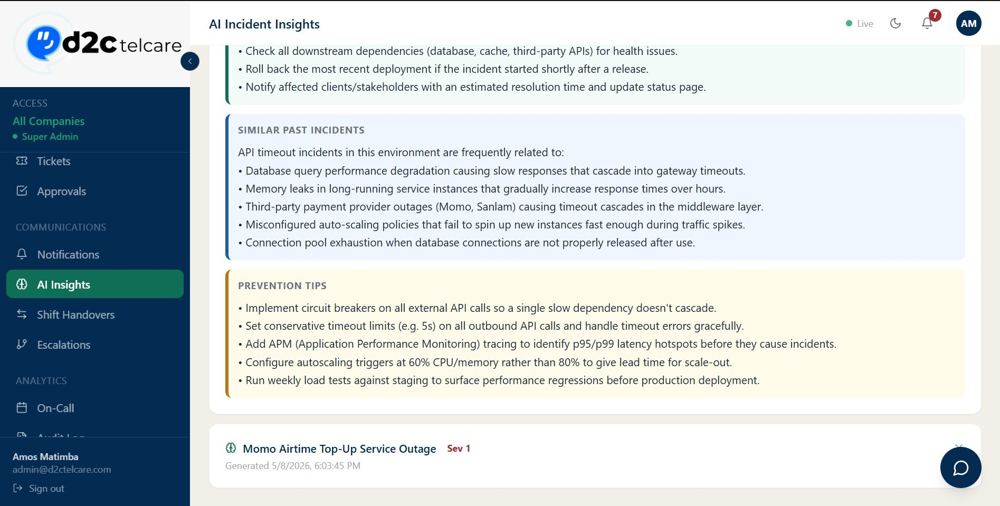 d2c telcare
ACCESS
All Companies
Super Admin
Tickets
Approvals
COMMUNICATIONS
Notifications
AI Insights
Shift Handovers
Escalations
ANALYTICS
On-Call
Audit Log
Amos Matimba
admin@d2ctelcare.com
Sign out
AI Incident Insights
Live
7
AM
• Check all downstream dependencies (database, cache, third-party APIs) for health issues.
• Roll back the most recent deployment if the incident started shortly after a release.
• Notify affected clients/stakeholders with an estimated resolution time and update status page.
SIMILAR PAST INCIDENTS
API timeout incidents in this environment are frequently related to:
• Database query performance degradation causing slow responses that cascade into gateway timeouts.
• Memory leaks in long-running service instances that gradually increase response times over hours.
• Third-party payment provider outages (Momo, Sanlam) causing timeout cascades in the middleware layer.
• Misconfigured auto-scaling policies that fail to spin up new instances fast enough during traffic spikes.
• Connection pool exhaustion when database connections are not properly released after use.
PREVENTION TIPS
• Implement circuit breakers on all external API calls so a single slow dependency doesn't cascade.
• Set conservative timeout limits (e.g. 5s) on all outbound API calls and handle timeout errors gracefully.
• Add APM (Application Performance Monitoring) tracing to identify p95/p99 latency hotspots before they cause incidents.
• Configure autoscaling triggers at 60% CPU/memory rather than 80% to give lead time for scale-out.
• Run weekly load tests against staging to surface performance regressions before production deployment.
Momo Airtime Top-Up Service Outage Sev 1
Generated 5/8/2026, 6:03:45 PM